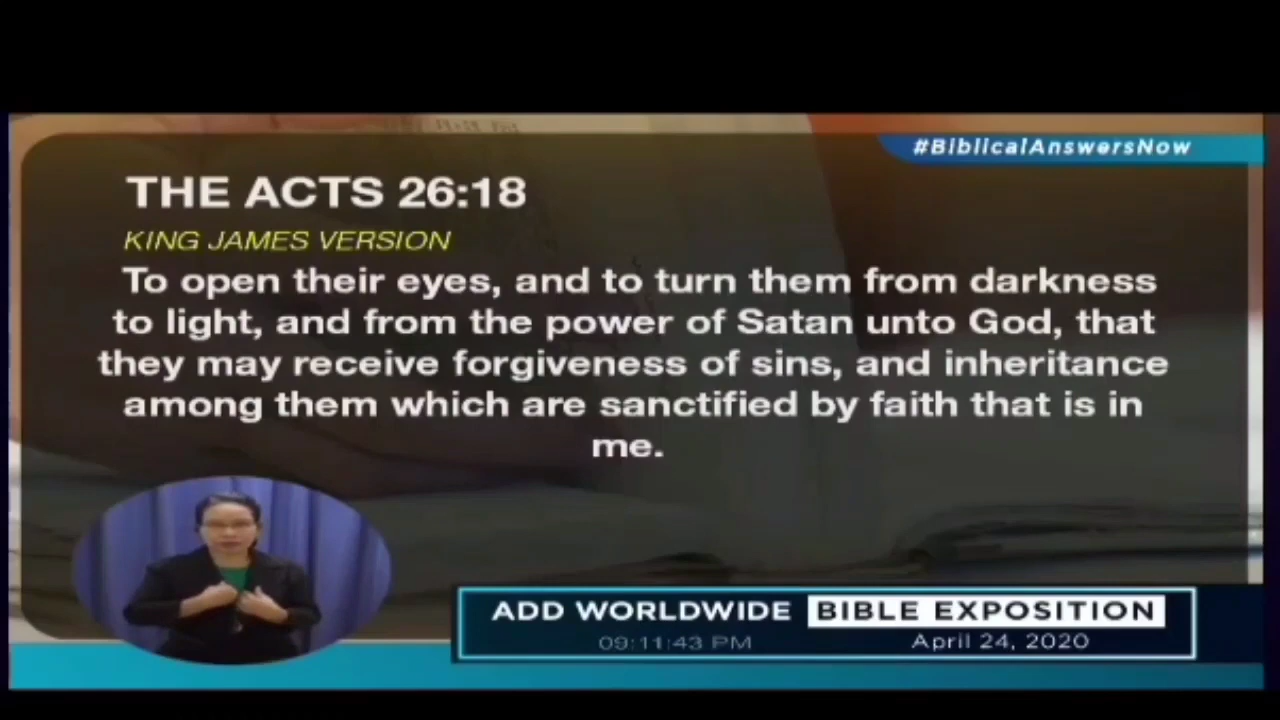 #BiblicalAnswersNow
THE ACTS 26:18
KING JAMES VERSION
To open their eyes, and to turn them from darkness
to light, and from the power of Satan unto God, that
they may receive forgiveness of sins, and inheritance
among them which are sanctified by faith that is in
me.
ADD WORLDWIDE BIBLE EXPOSITION
09:11:43 PM April 24, 2020